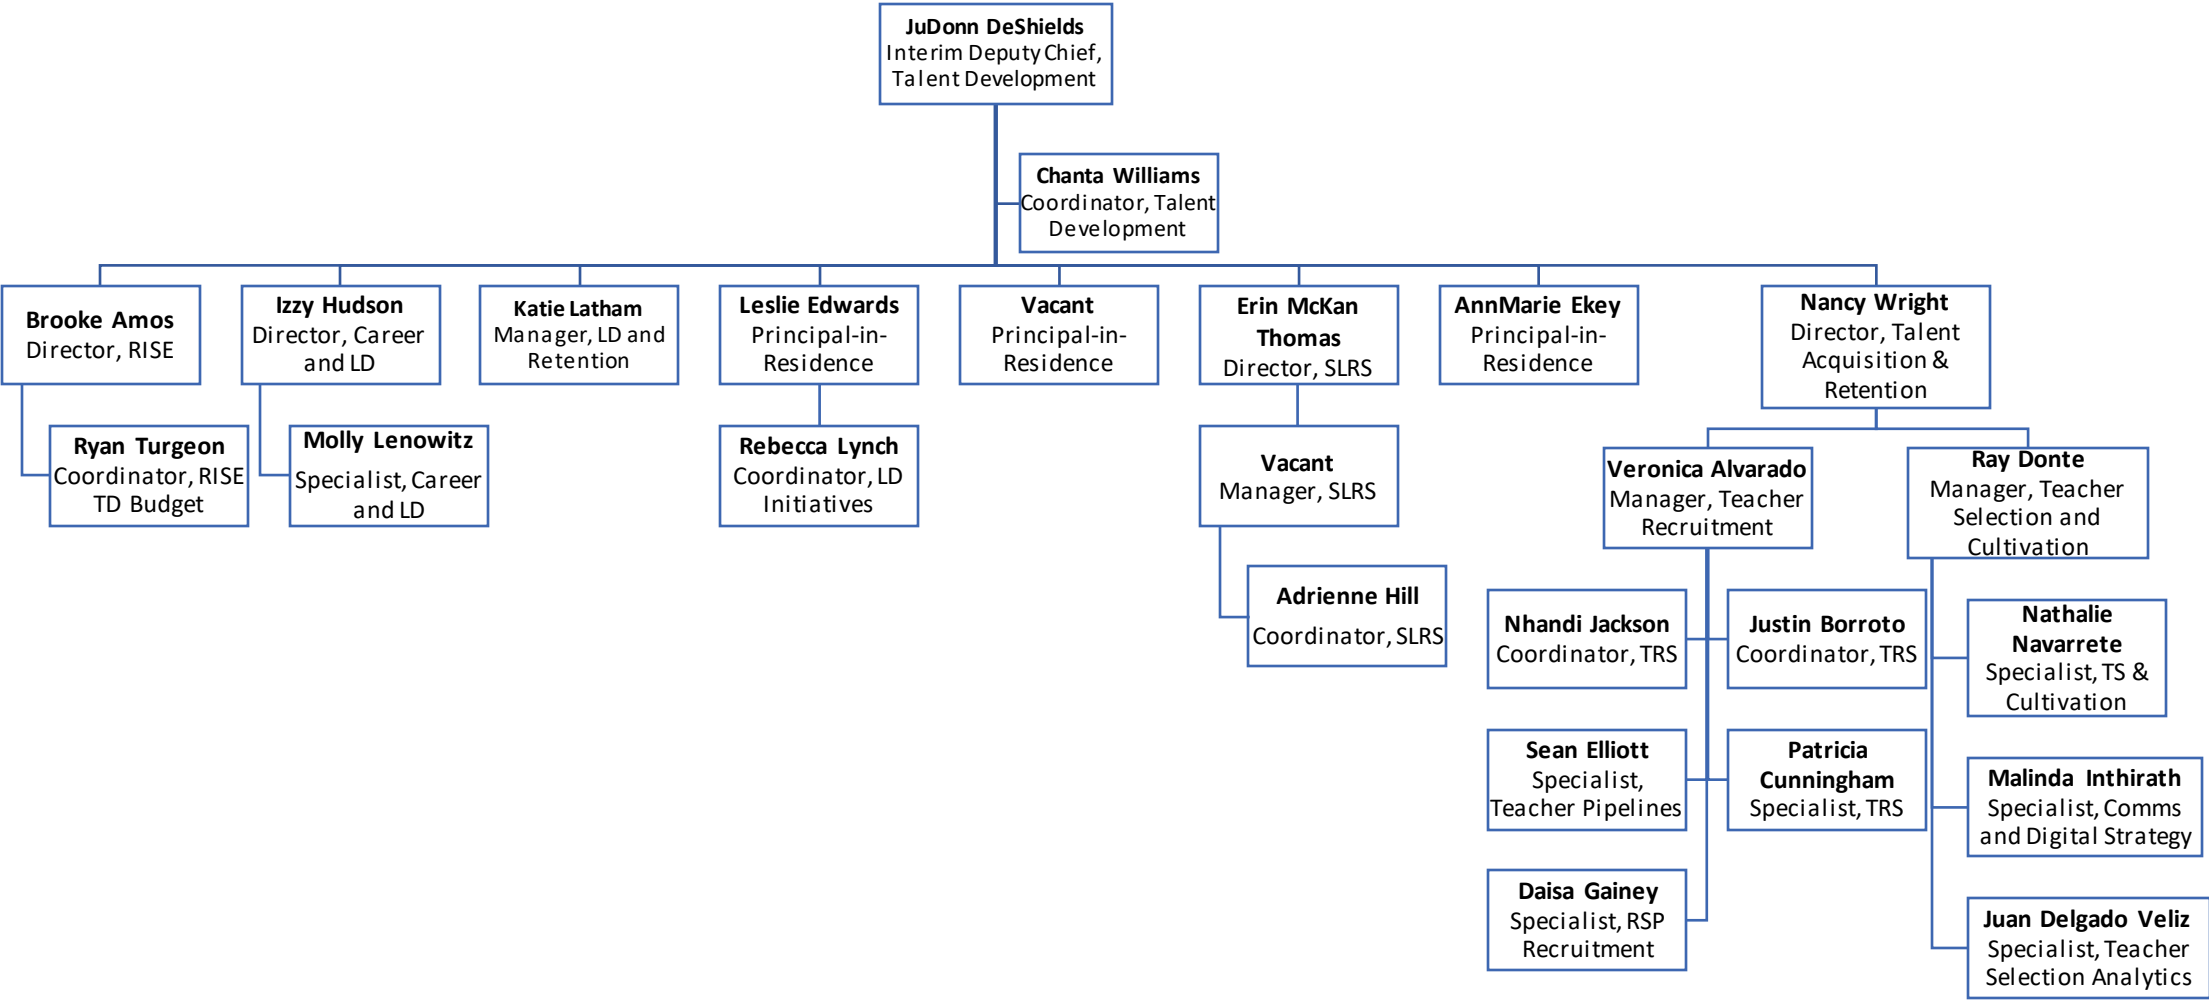 JuDonn DeShields
Interim Deputy Chief,
Talent Development
Chanta Williams
Coordinator, Talent
Development
Brooke Amos
Director, RISE
Izzy Hudson
Director, Career
and LD
Katie Latham
Manager, LD and
Retention
Leslie Edwards
Principal-in-
Residence
Vacant
Principal-in-
Residence
Erin McKan
Thomas
Director, SLRS
AnnMarie Ekey
Principal-in-
Residence
Nancy Wright
Director, Talent
Acquisition &
Retention
Ryan Turgeon
Coordinator, RISE
TD Budget
Molly Lenowitz
Specialist, Career
and LD
Rebecca Lynch
Coordinator, LD
Initiatives
Vacant
Manager, SLRS
Adrienne Hill
Coordinator, SLRS
Veronica Alvarado
Manager, Teacher
Recruitment
Ray Donte
Manager, Teacher
Selection and
Cultivation
Nhandi Jackson
Coordinator, TRS
Justin Borroto
Coordinator, TRS
Nathalie
Navarrete
Specialist, TS &
Cultivation
Sean Elliott
Specialist,
Teacher Pipelines
Patricia
Cunningham
Specialist, TRS
Malinda Inthirath
Specialist, Comms
and Digital Strategy
Daisa Gainey
Specialist, RSP
Recruitment
Juan Delgado Veliz
Specialist, Teacher
Selection Analytics